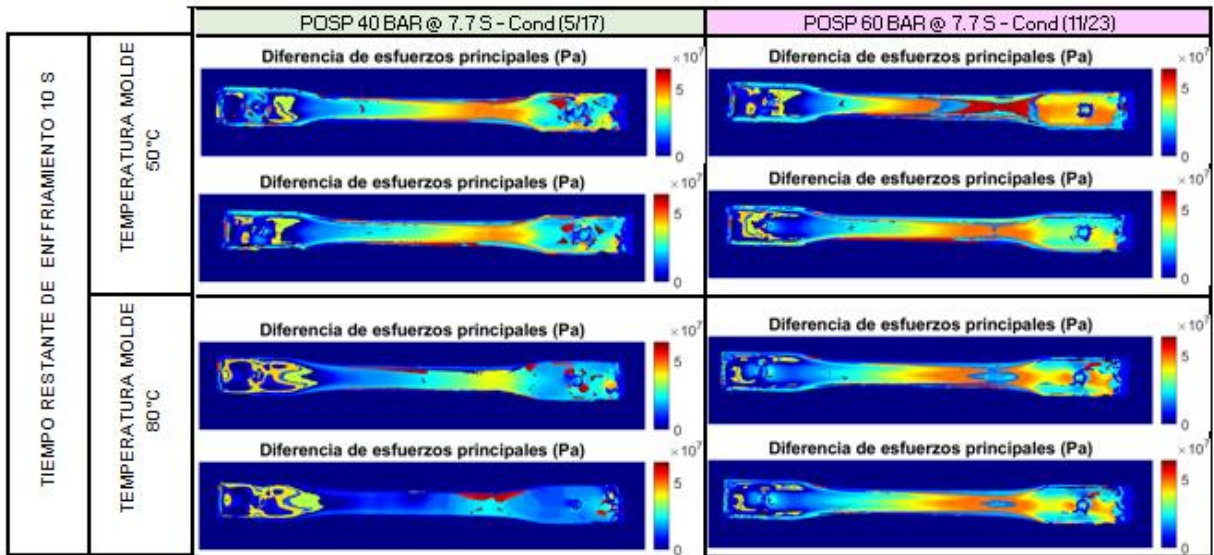 POSP 40 BAR @ 7.7 S - Cond (5/17)
POSP 60 BAR @ 7.7 S - Cond (11/23)
TIEMPO RESTANTE DE ENFFRIAMIENTO 10 S
TEMPERATURA MOLDE
50°C
Diferencia de esfuerzos principales (Pa)
×10⁷
5
0
Diferencia de esfuerzos principales (Pa)
×10⁷
5
0
Diferencia de esfuerzos principales (Pa)
×10⁷
5
0
Diferencia de esfuerzos principales (Pa)
×10⁷
5
0
TEMPERATURA MOLDE
80°C
Diferencia de esfuerzos principales (Pa)
×10⁷
5
0
Diferencia de esfuerzos principales (Pa)
×10⁷
5
0
Diferencia de esfuerzos principales (Pa)
×10⁷
5
0
Diferencia de esfuerzos principales (Pa)
×10⁷
5
0